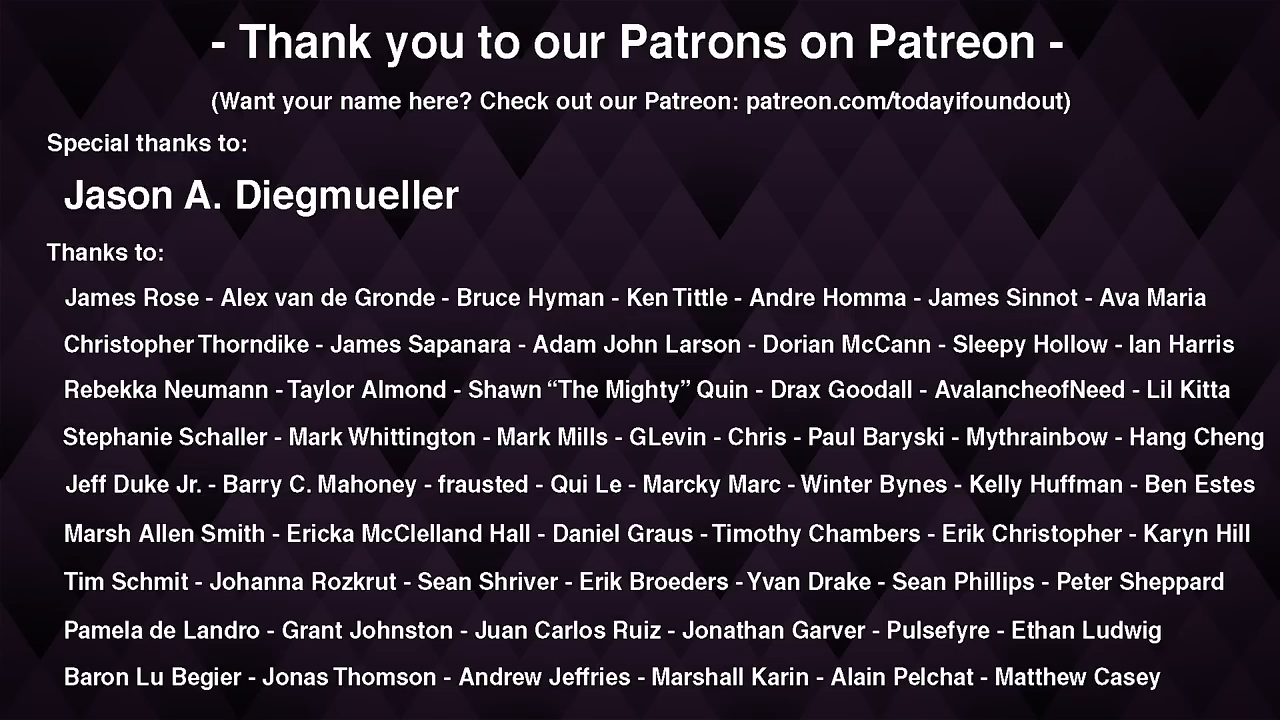 - Thank you to our Patrons on Patreon -
(Want your name here? Check out our Patreon: patreon.com/todayifoundout)
Special thanks to:
Jason A. Diegmueller
Thanks to:
James Rose - Alex van de Gronde - Bruce Hyman - Ken Tittle - Andre Homma - James Sinnot - Ava Maria
Christopher Thorndike - James Sapanara - Adam John Larson - Dorian McCann - Sleepy Hollow - Ian Harris
Rebekka Neumann - Taylor Almond - Shawn “The Mighty” Quin - Drax Goodall - AvalancheofNeed - Lil Kitta
Stephanie Schaller - Mark Whittington - Mark Mills - GLevin - Chris - Paul Baryski - Mythrainbow - Hang Cheng
Jeff Duke Jr. - Barry C. Mahoney - frausted - Qui Le - Marcky Marc - Winter Bynes - Kelly Huffman - Ben Estes
Marsh Allen Smith - Ericka McClelland Hall - Daniel Graus - Timothy Chambers - Erik Christopher - Karyn Hill
Tim Schmit - Johanna Rozkrut - Sean Shriver - Erik Broeders - Yvan Drake - Sean Phillips - Peter Sheppard
Pamela de Landro - Grant Johnston - Juan Carlos Ruiz - Jonathan Garver - Pulsefyre - Ethan Ludwig
Baron Lu Begier - Jonas Thomson - Andrew Jeffries - Marshall Karin - Alain Pelchat - Matthew Casey